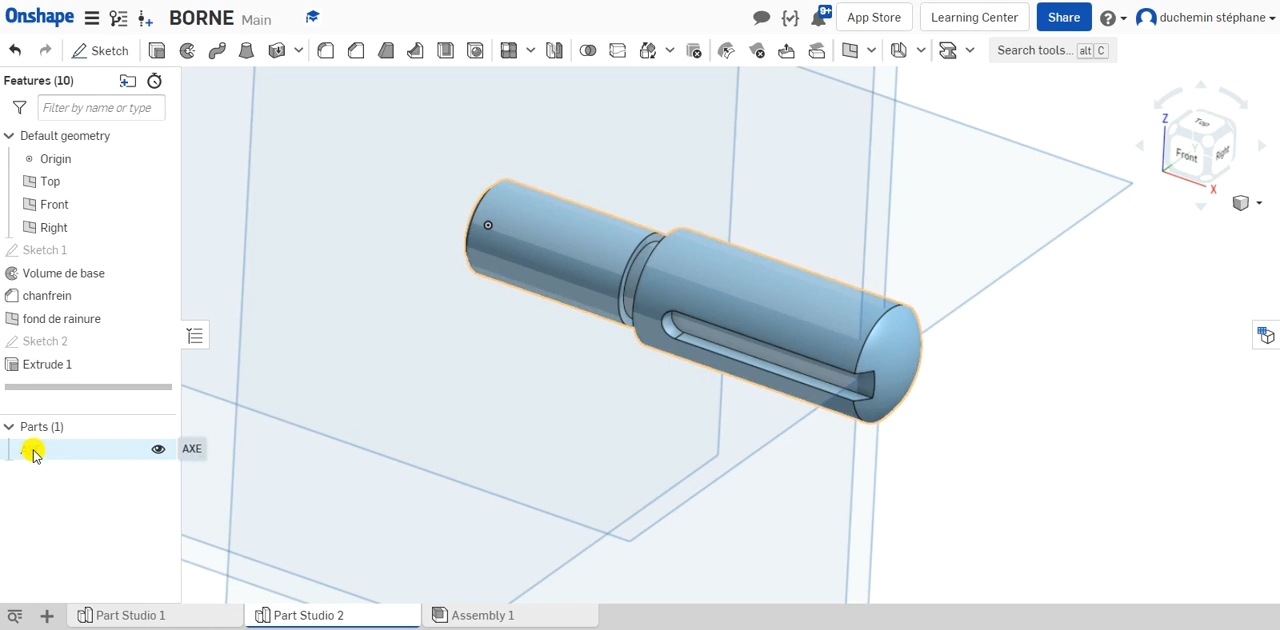 Onshape BORNE Main 9+ App Store Learning Center Share duchemin stéphane
Sketch Search tools... alt C
Features (10)
Filter by name or type
Default geometry
Origin
Top
Front
Right
Sketch 1
Volume de base
chanfrein
fond de rainure
Sketch 2
Extrude 1
Parts (1)
AXE
Z
Top
Y
Front
Right
X
Part Studio 1 Part Studio 2 Assembly 1